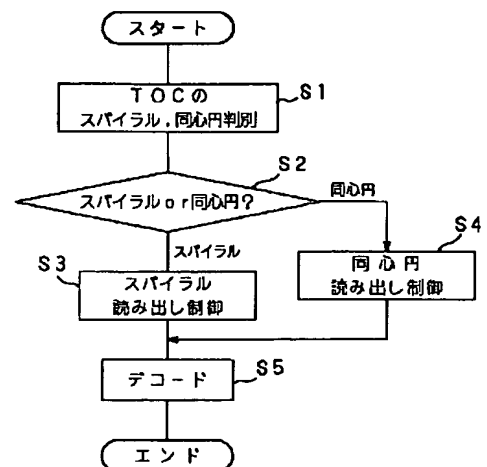 スタート
TOCの
スパイラル,同心円判別
S1
スパイラルor同心円?
S2
同心円
スパイラル
S3
スパイラル
読み出し制御
S4
同心円
読み出し制御
デコード
S5
エンド